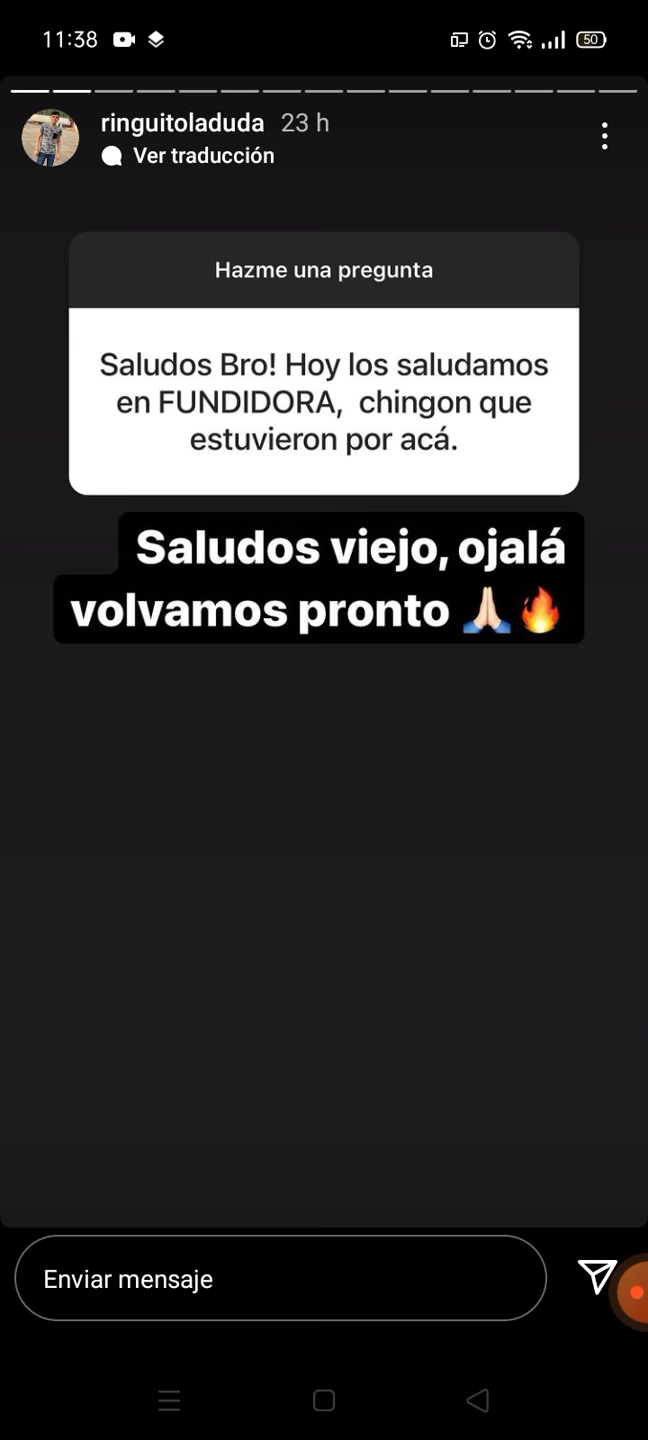 11:38
50
ringuitoladuda 23 h
Ver traducción
Hazme una pregunta
Saludos Bro! Hoy los saludamos
en FUNDIDORA, chingon que
estuvieron por acá.
Saludos viejo, ojalá
volvamos pronto 🙏🏻🔥
Enviar mensaje